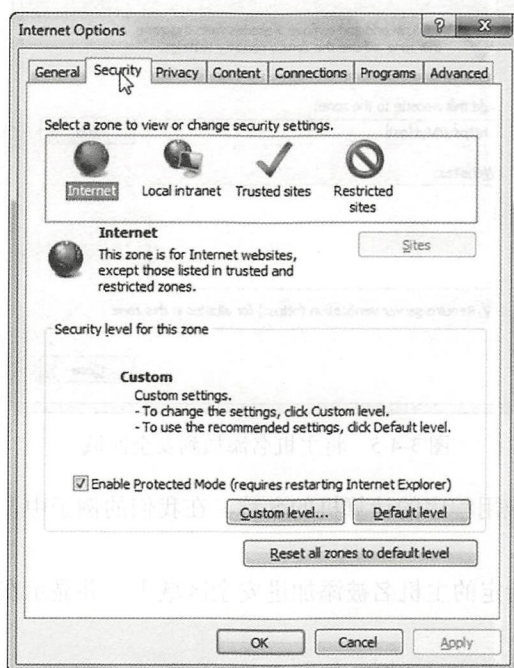 Internet Options
General Security Privacy Content Connections Programs Advanced
Select a zone to view or change security settings.
Internet Local intranet Trusted sites Restricted sites
Internet
Sites
This zone is for Internet websites,
except those listed in trusted and
restricted zones.
Security level for this zone
Custom
Custom settings.
- To change the settings, click Custom level.
- To use the recommended settings, click Default level.
Enable Protected Mode (requires restarting Internet Explorer)
Custom level... Default level
Reset all zones to default level
OK Cancel Apply